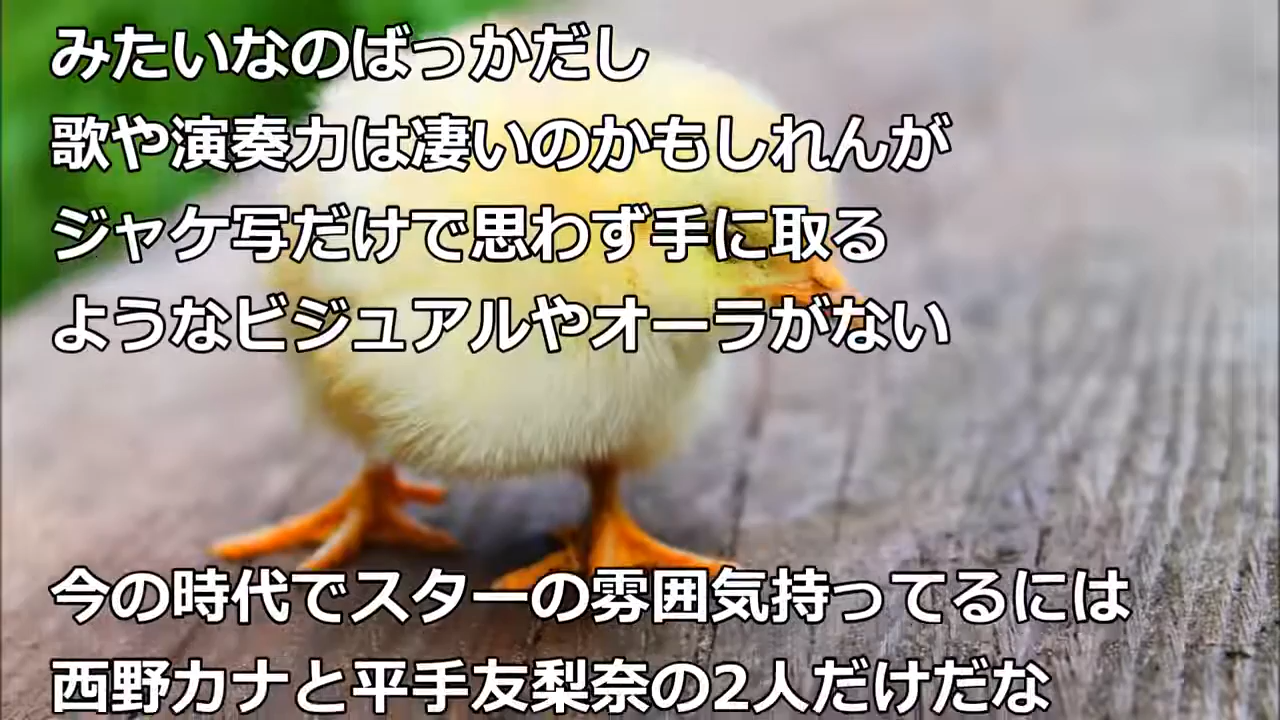 みたいなのばっかだし
歌や演奏力は凄いのかもしれんが
ジャケ写だけで思わず手に取る
ようなビジュアルやオーラがない
今の時代でスターの雰囲気持ってるには
西野カナと平手友梨奈の2人だけだな